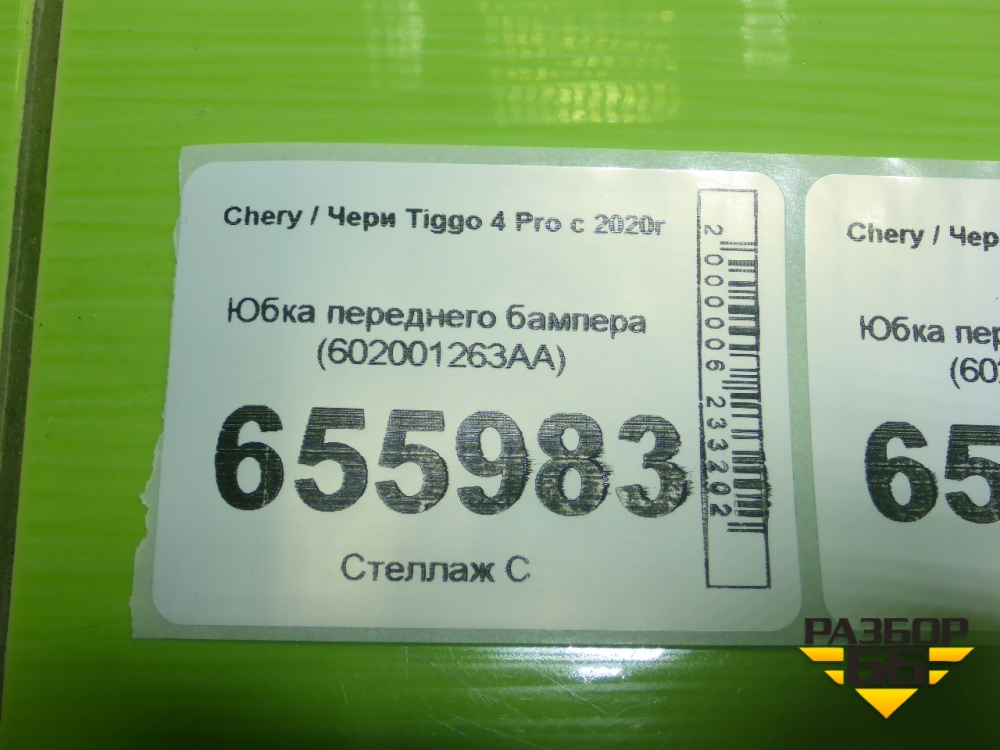 Chery / Чери Tiggo 4 Pro с 2020г
Юбка переднего бампера
(602001263AA)
655983
Стеллаж С
2000006233202
Chery / Чер
Юбка пер
(60
65
РАЗБОР
66